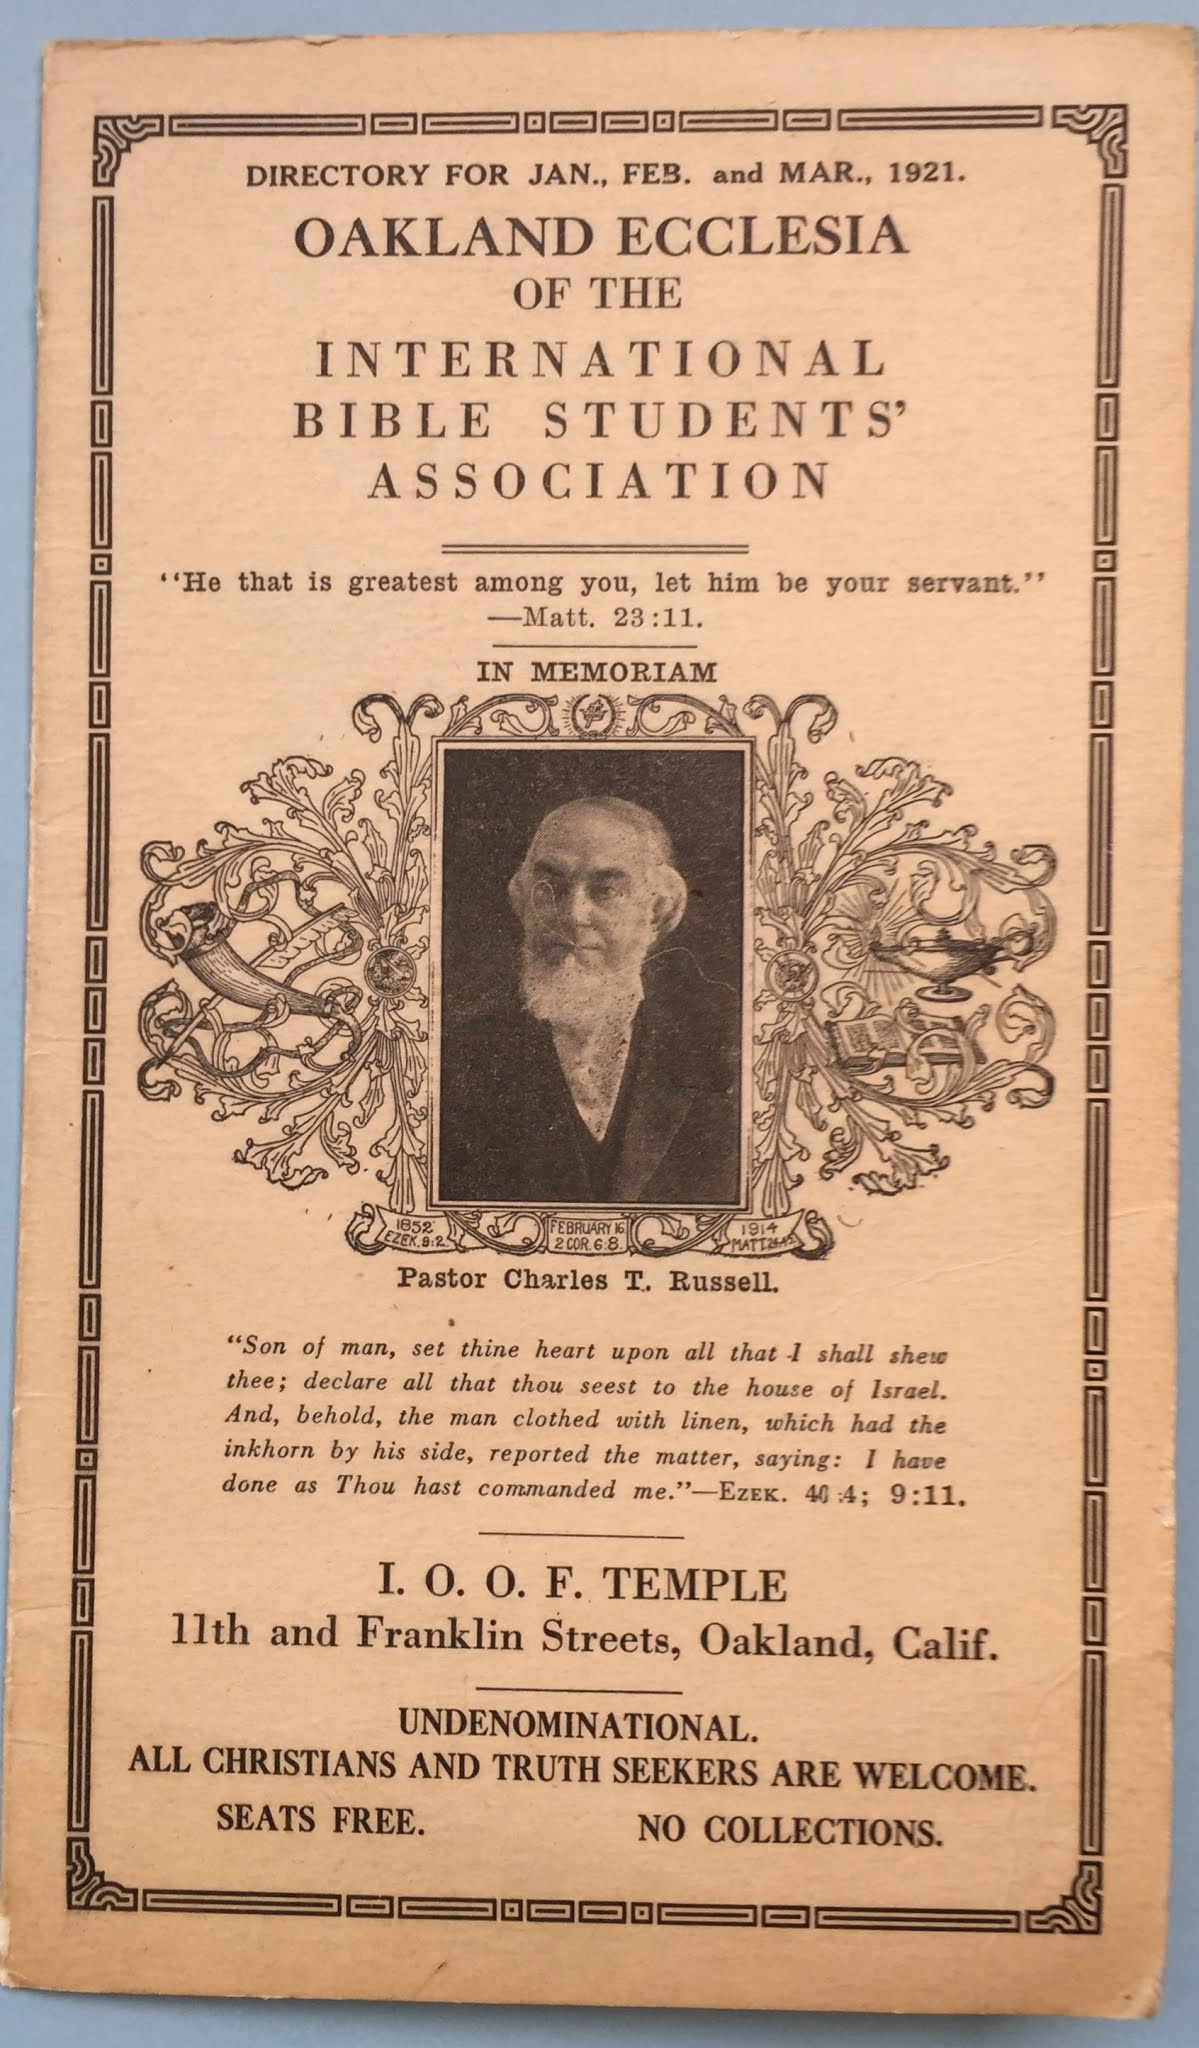 DIRECTORY FOR JAN., FEB. and MAR., 1921.
OAKLAND ECCLESIA
OF THE
INTERNATIONAL
BIBLE STUDENTS'
ASSOCIATION
"He that is greatest among you, let him be your servant."
—Matt. 23:11.
IN MEMORIAM
1852
EZEK. 9:2.
FEBRUARY 16
2 COR. 6:8.
1914
MATT.
Pastor Charles T. Russell.
"Son of man, set thine heart upon all that I shall shew
thee; declare all that thou seest to the house of Israel.
And, behold, the man clothed with linen, which had the
inkhorn by his side, reported the matter, saying: I have
done as Thou hast commanded me."—EZEK. 40:4; 9:11.
I. O. O. F. TEMPLE
11th and Franklin Streets, Oakland, Calif.
UNDENOMINATIONAL.
ALL CHRISTIANS AND TRUTH SEEKERS ARE WELCOME.
SEATS FREE. NO COLLECTIONS.